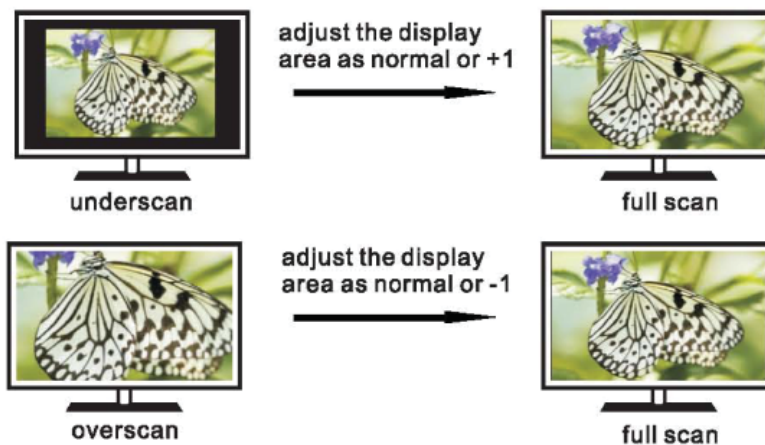 adjust the display
area as normal or +1
underscan
full scan
adjust the display
area as normal or -1
overscan
full scan